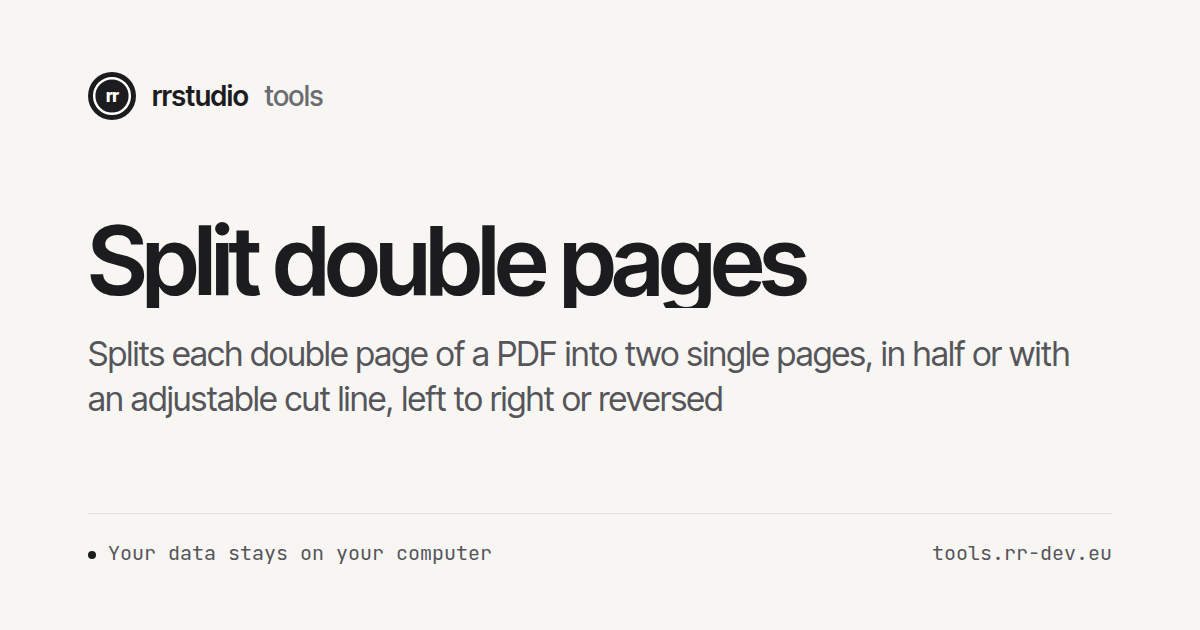 rr rrstudio tools
Split double pages
Splits each double page of a PDF into two single pages, in half or with
an adjustable cut line, left to right or reversed
Your data stays on your computer
tools.rr-dev.eu